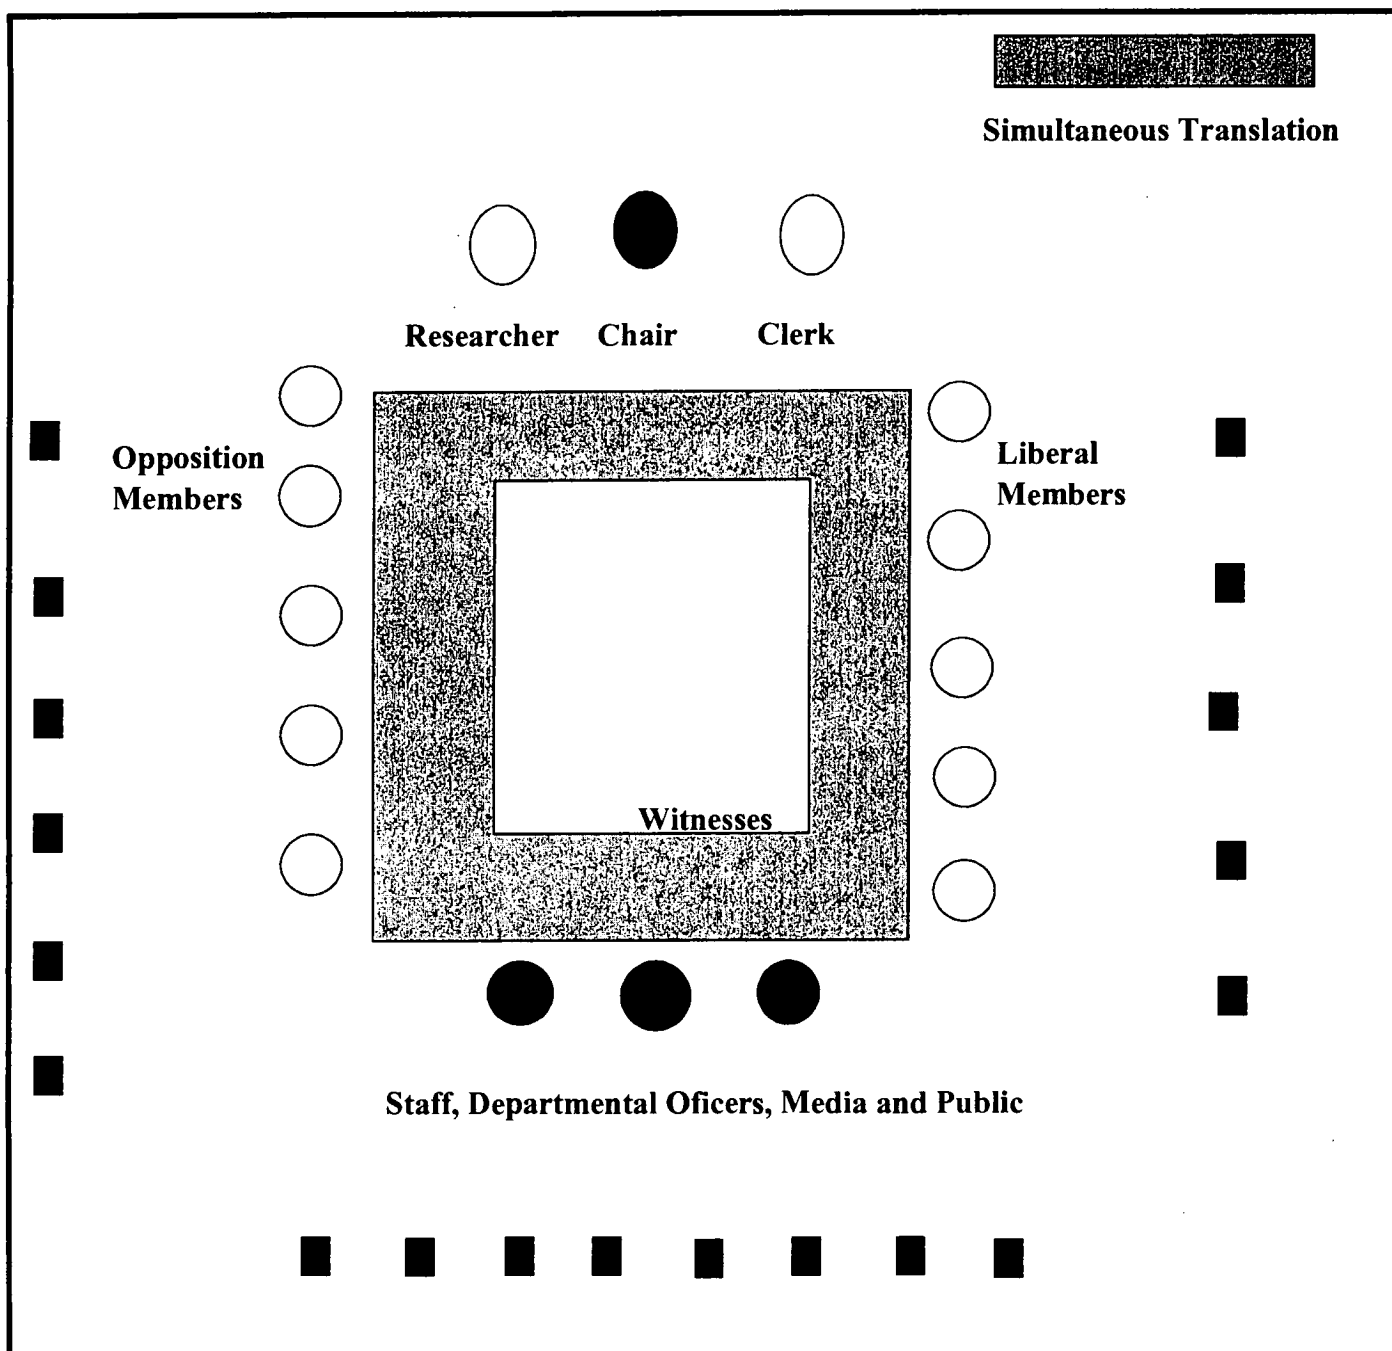 Simultaneous Translation
Researcher Chair Clerk
Opposition
Members
Liberal
Members
Witnesses
Staff, Departmental Oficers, Media and Public